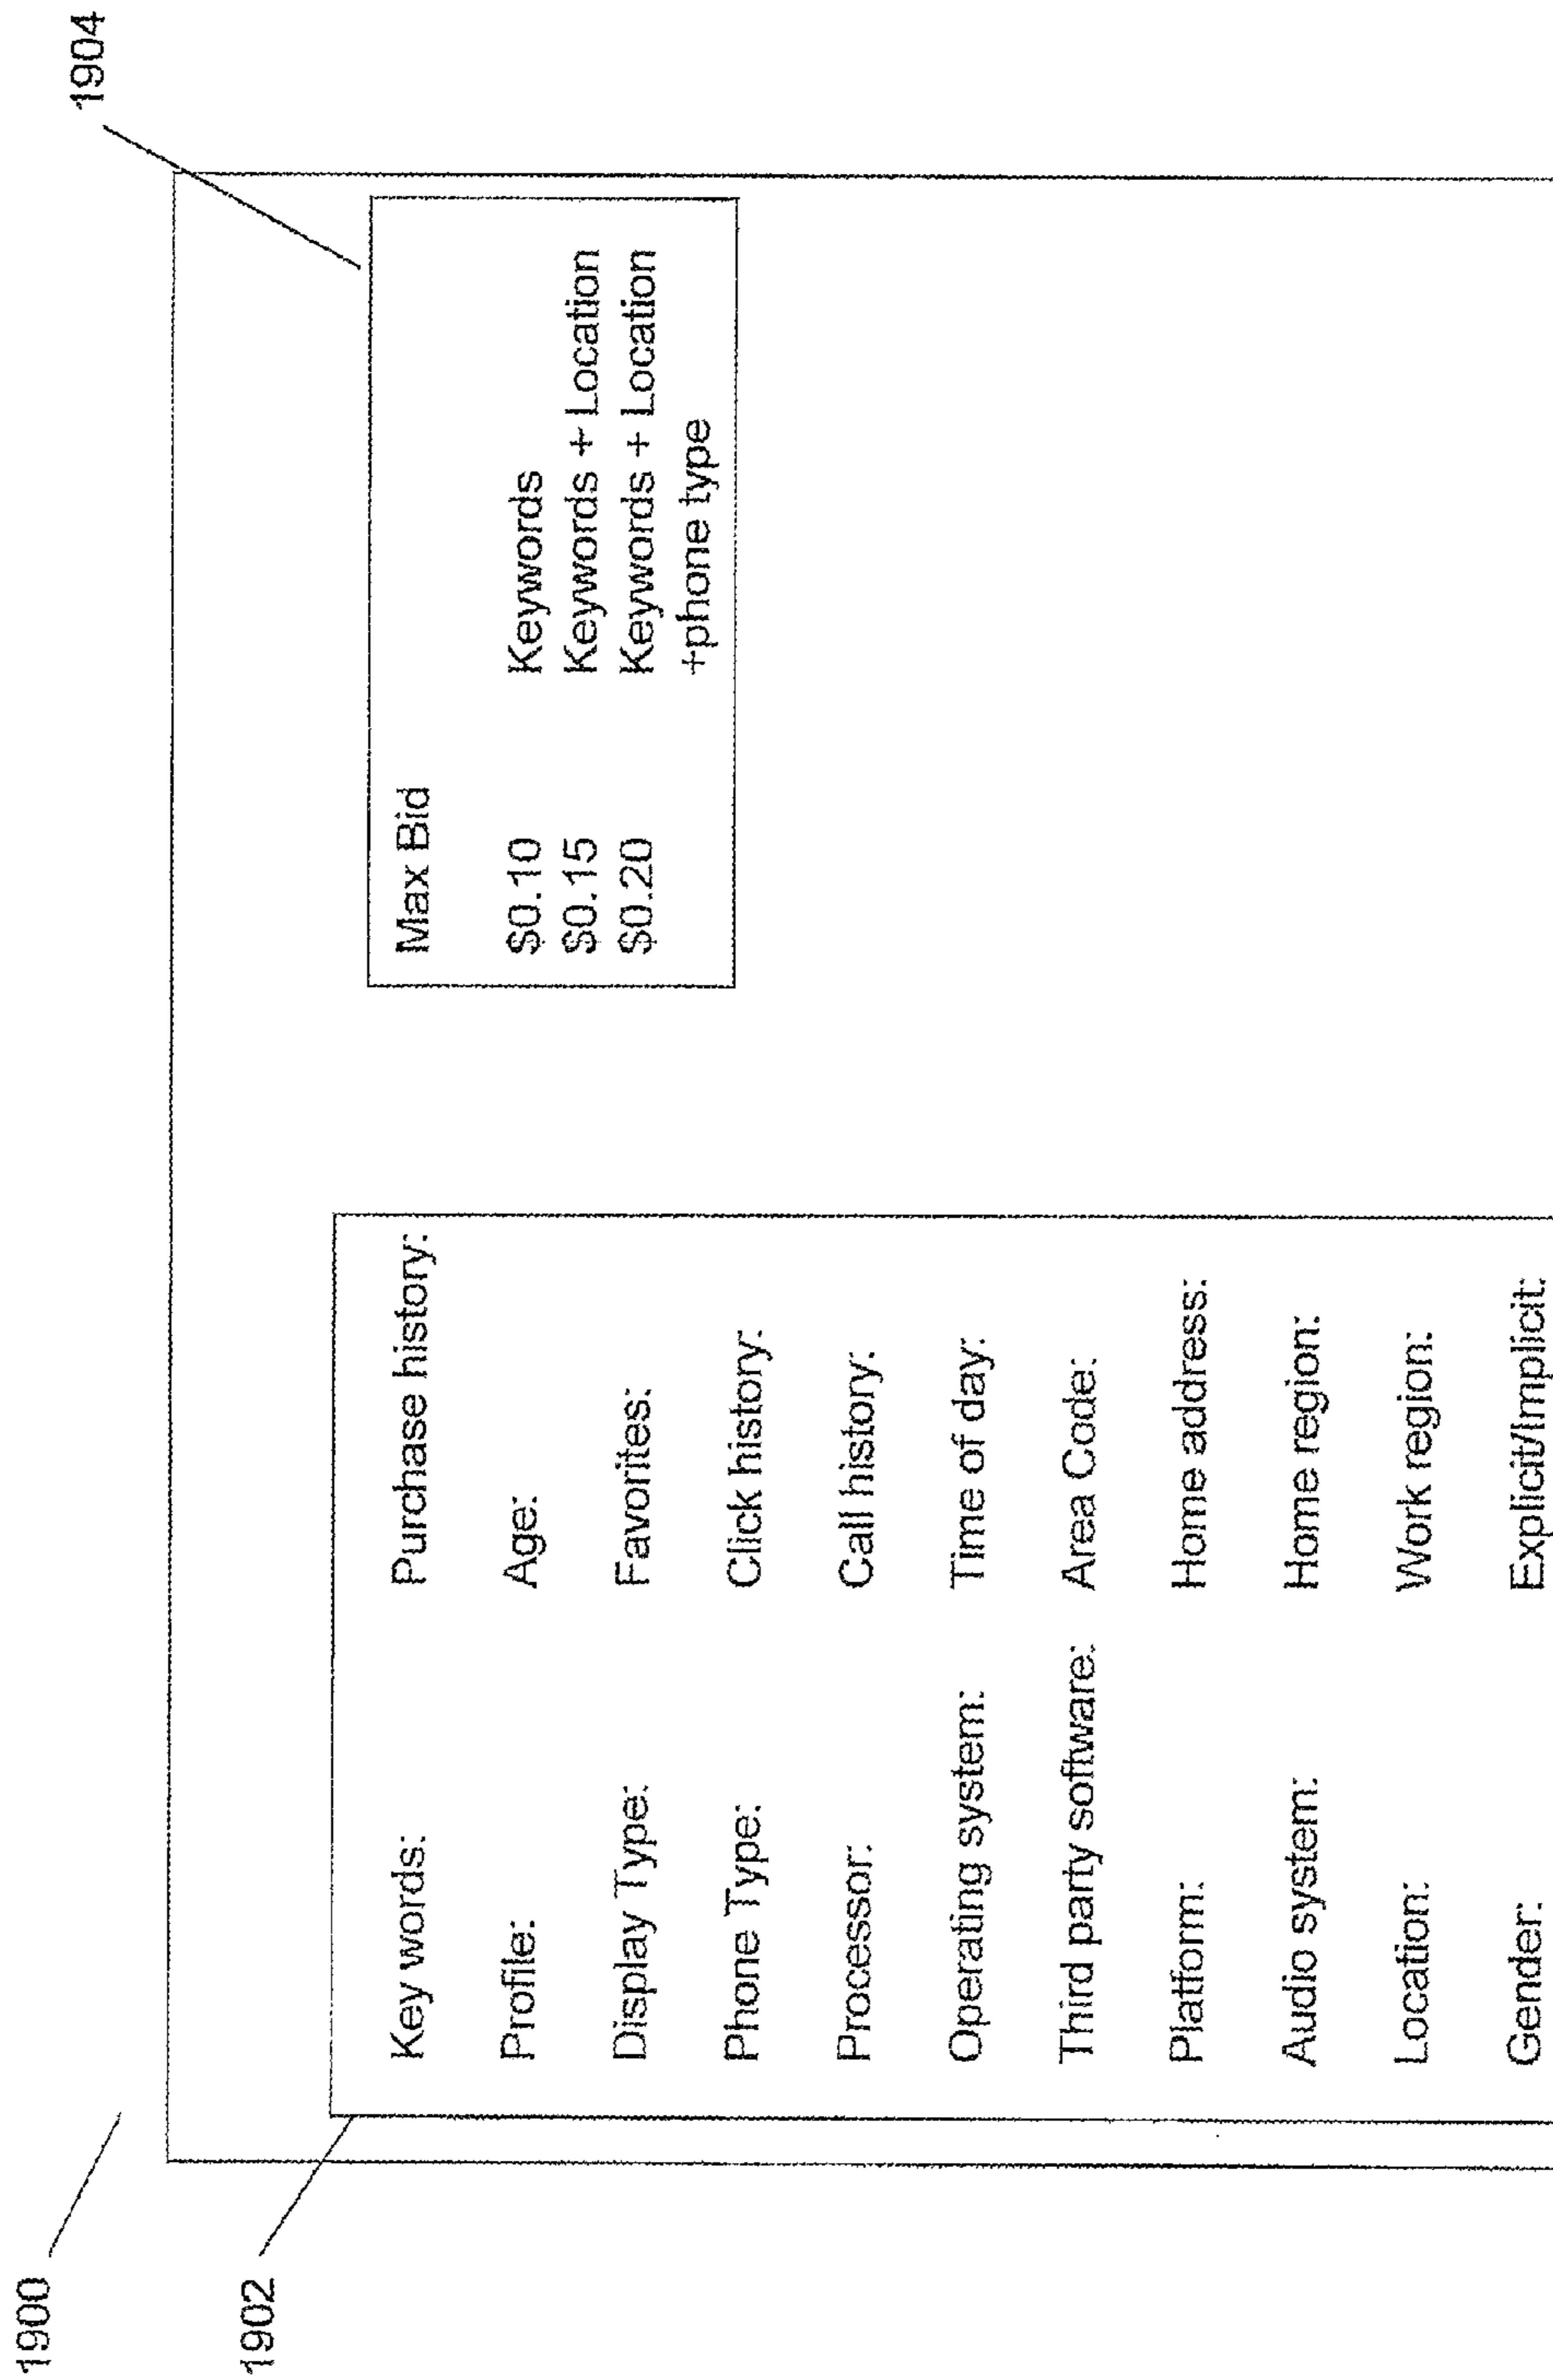 1900
1902
1904
Key words: Purchase history:
Profile: Age:
Display Type: Favorites:
Phone Type: Click history:
Processor: Call history:
Operating system: Time of day:
Third party software: Area Code:
Platform: Home address:
Audio system: Home region:
Location: Work region:
Gender: Explicit/Implicit:
Max Bid
$0.10 Keywords
$0.15 Keywords + Location
$0.20 Keywords + Location
+phone type